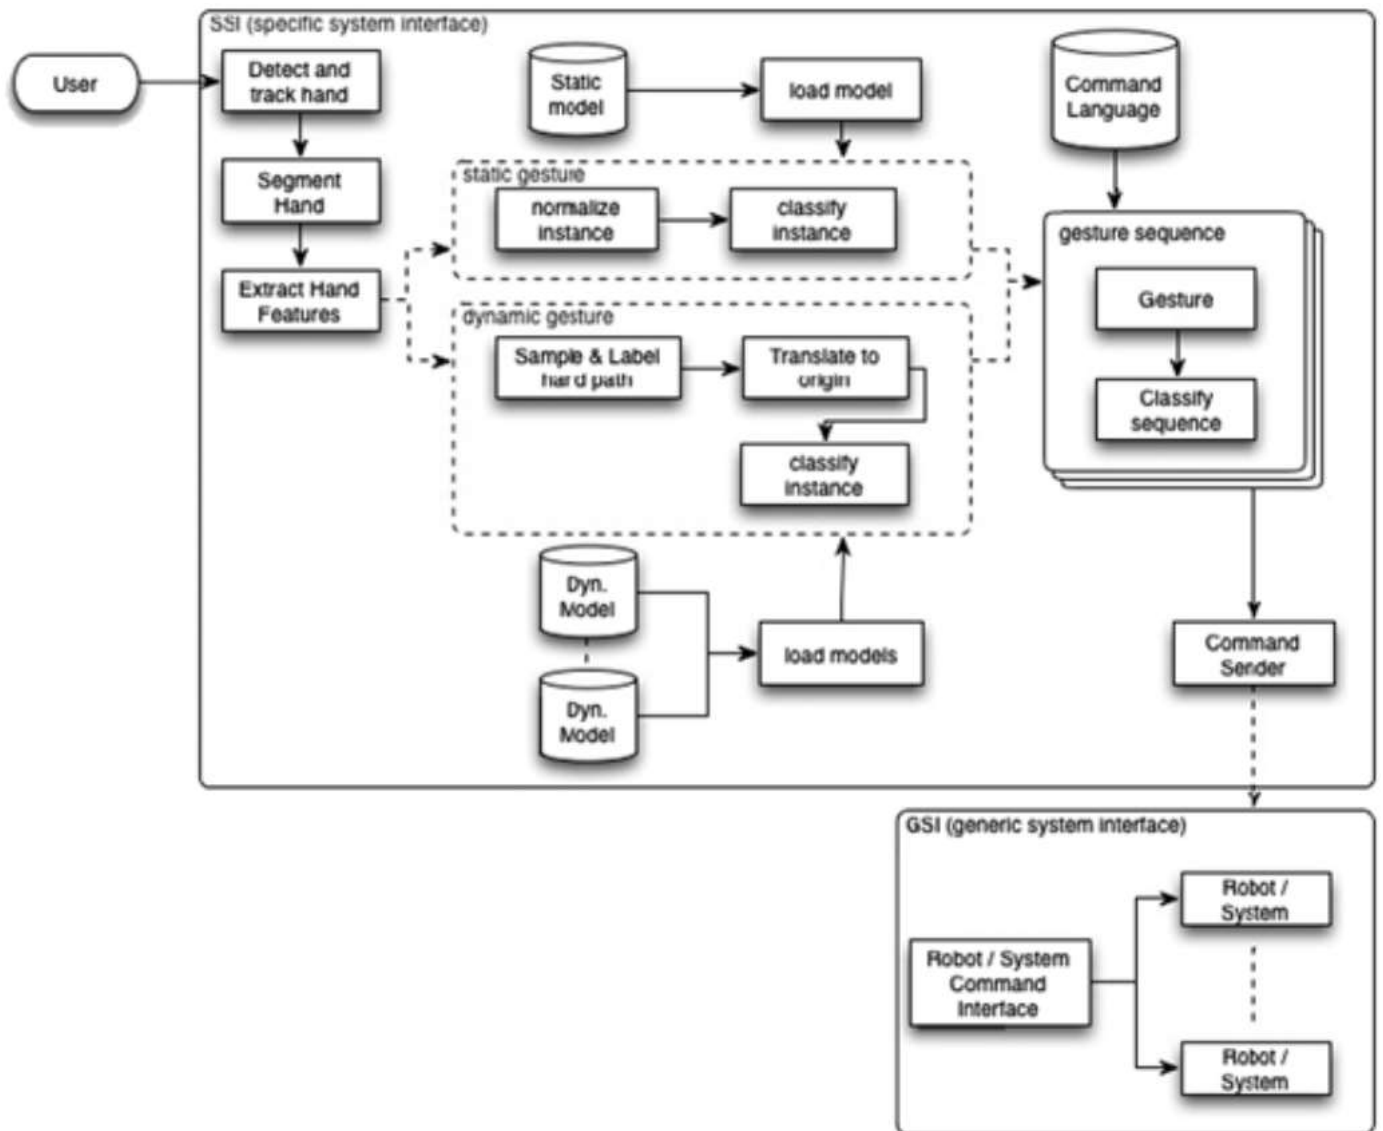 SSI (specific system interface)
User
Detect and
track hand
Segment
Hand
Extract Hand
Features
Static
model
load model
static gesture
normalize
instance
classify
instance
dynamic gesture
Sample & Label
hard path
Translate to
origin
classify
instance
Dyn.
Model
Dyn.
Model
load models
Command
Language
gesture sequence
Gesture
Classify
sequence
Command
Sender
GSI (generic system interface)
Robot / System
Command
Interface
Robot /
System
Robot /
System